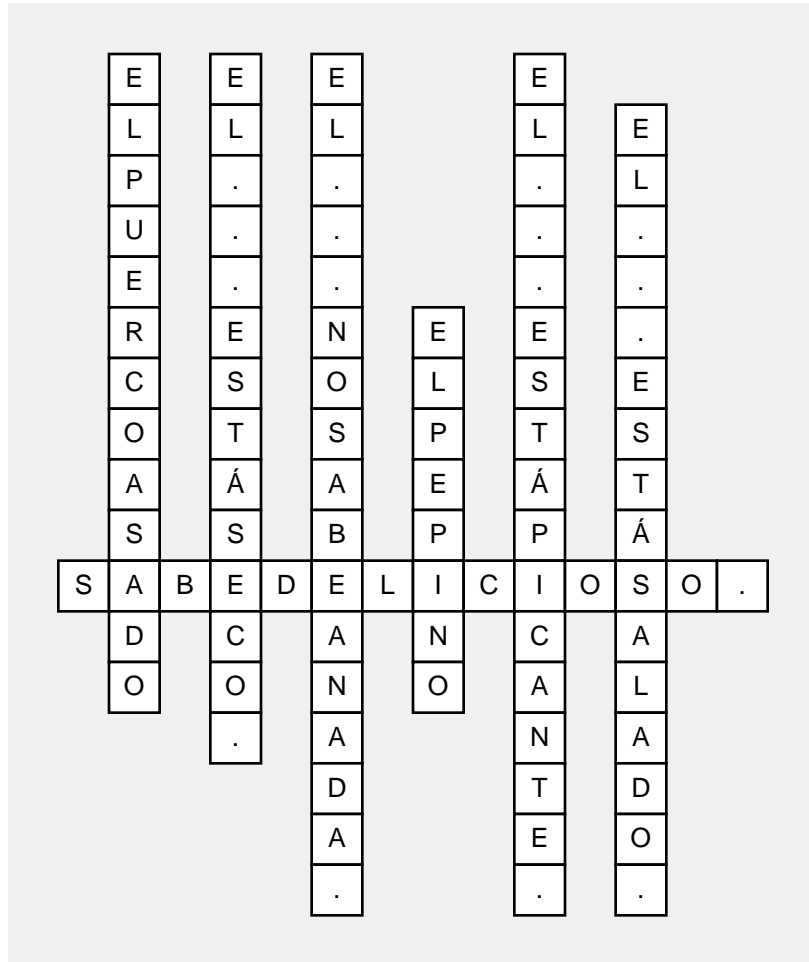 ELPUERCOASADO
EL...ESTÁSECO.
EL...NOSABEANADA.
ELPEPINO
EL...ESTÁPICANTE.
EL...ESTÁSALADO.
SABEDELICIOSO.